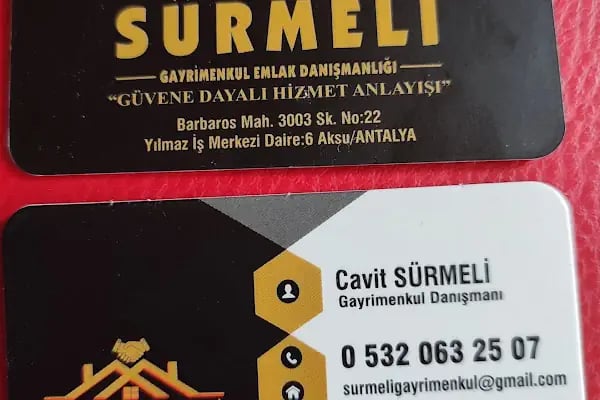 SÜRMELİ
GAYRİMENKUL EMLAK DANIŞMANLIĞI
“GÜVENE DAYALI HİZMET ANLAYIŞI”
Barbaros Mah. 3003 Sk. No:22
Yılmaz İş Merkezi Daire:6 Aksu/ANTALYA
Cavit SÜRMELİ
Gayrimenkul Danışmanı
0 532 063 25 07
surmeligayrimenkul@gmail.com